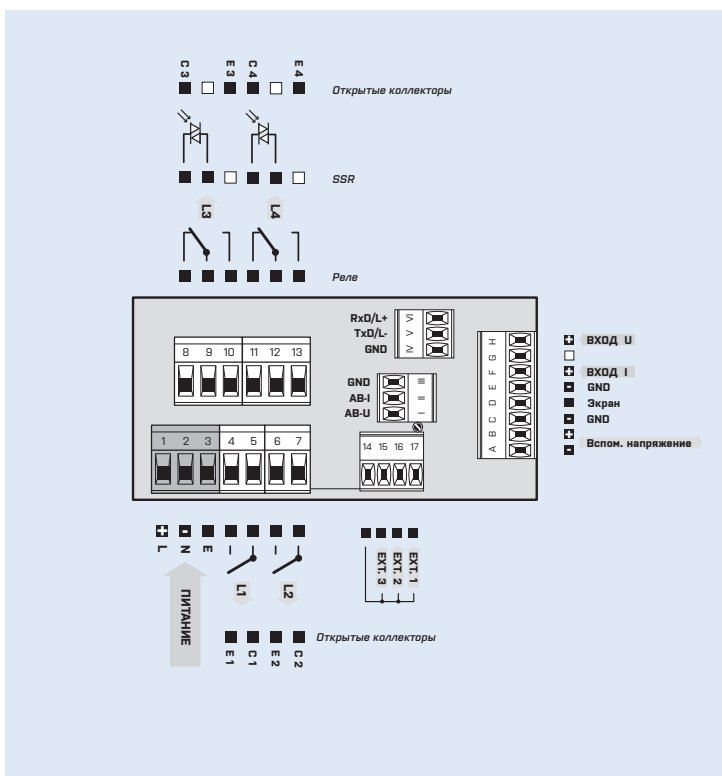 C 3 E 3 C 4 E 4
Открытые коллекторы
SSR
L3 L4
Реле
RxD/L+ VI
TxD/L- V
GND IV
8 9 10 11 12 13
GND III
AB-I II
AB-U I
H
G
F
E
D
C
B
A
ВХОД U
ВХОД I
GND
Экран
GND
Вспом. напряжение
1 2 3 4 5 6 7
14 15 16 17
+ L
- N
E
L1 L2
ПИТАНИЕ
EXT. 3
EXT. 2
EXT. 1
Открытые коллекторы
E 1 C 1 E 2 C 2